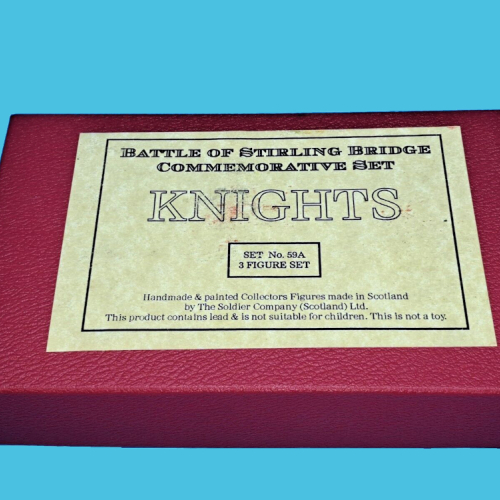 BATTLE OF STIRLING BRIDGE
COMMEMORATIVE SET
KNIGHTS
SET No. 59A
3 FIGURE SET
Handmade & painted Collectors Figures made in Scotland
by The Soldier Company (Scotland) Ltd.
This product contains lead & is not suitable for children. This is not a toy.